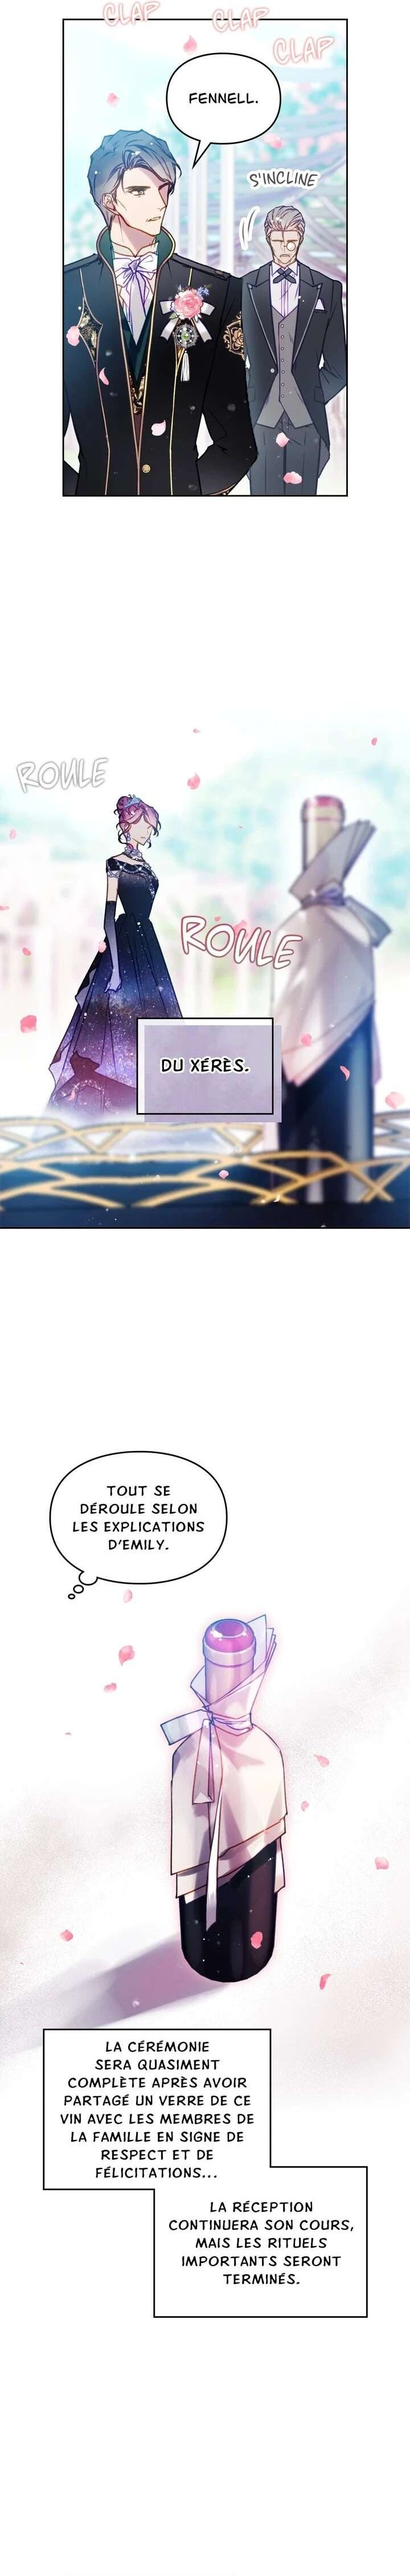 CLAP
CLAP
CLAP
FENNELL.
S'INCLINE
ROULE
ROULE
DU XÉRÈS.
TOUT SE
DÉROULE SELON
LES EXPLICATIONS
D'EMILY.
LA CÉRÉMONIE
SERA QUASIMENT
COMPLÈTE APRÈS AVOIR
PARTAGÉ UN VERRE DE CE
VIN AVEC LES MEMBRES DE
LA FAMILLE EN SIGNE DE
RESPECT ET DE
FÉLICITATIONS...
LA RÉCEPTION
CONTINUERA SON COURS,
MAIS LES RITUELS
IMPORTANTS SERONT
TERMINÉS.